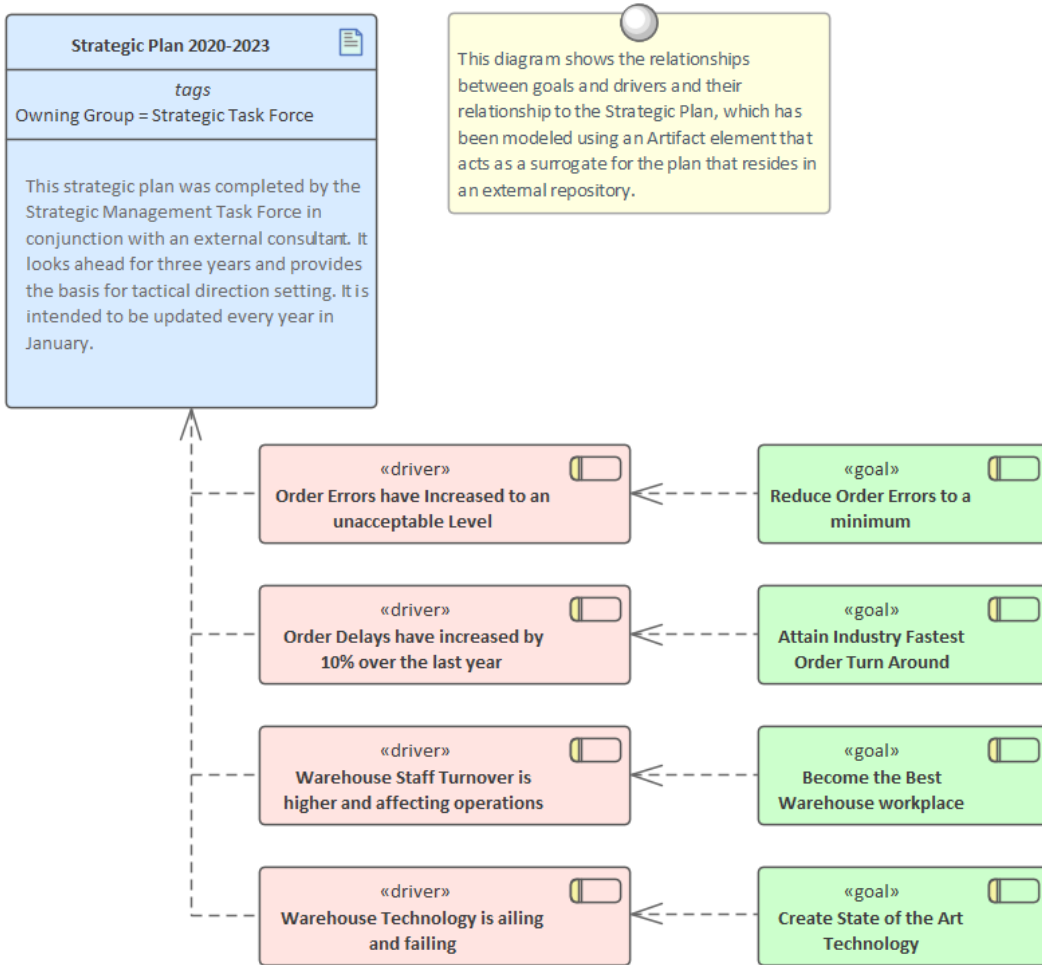 Strategic Plan 2020-2023
tags
Owning Group = Strategic Task Force
This strategic plan was completed by the
Strategic Management Task Force in
conjunction with an external consultant. It
looks ahead for three years and provides
the basis for tactical direction setting. It is
intended to be updated every year in
January.
This diagram shows the relationships
between goals and drivers and their
relationship to the Strategic Plan, which has
been modeled using an Artifact element that
acts as a surrogate for the plan that resides in
an external repository.
«driver»
Order Errors have Increased to an
unacceptable Level
«goal»
Reduce Order Errors to a
minimum
«driver»
Order Delays have increased by
10% over the last year
«goal»
Attain Industry Fastest
Order Turn Around
«driver»
Warehouse Staff Turnover is
higher and affecting operations
«goal»
Become the Best
Warehouse workplace
«driver»
Warehouse Technology is ailing
and failing
«goal»
Create State of the Art
Technology